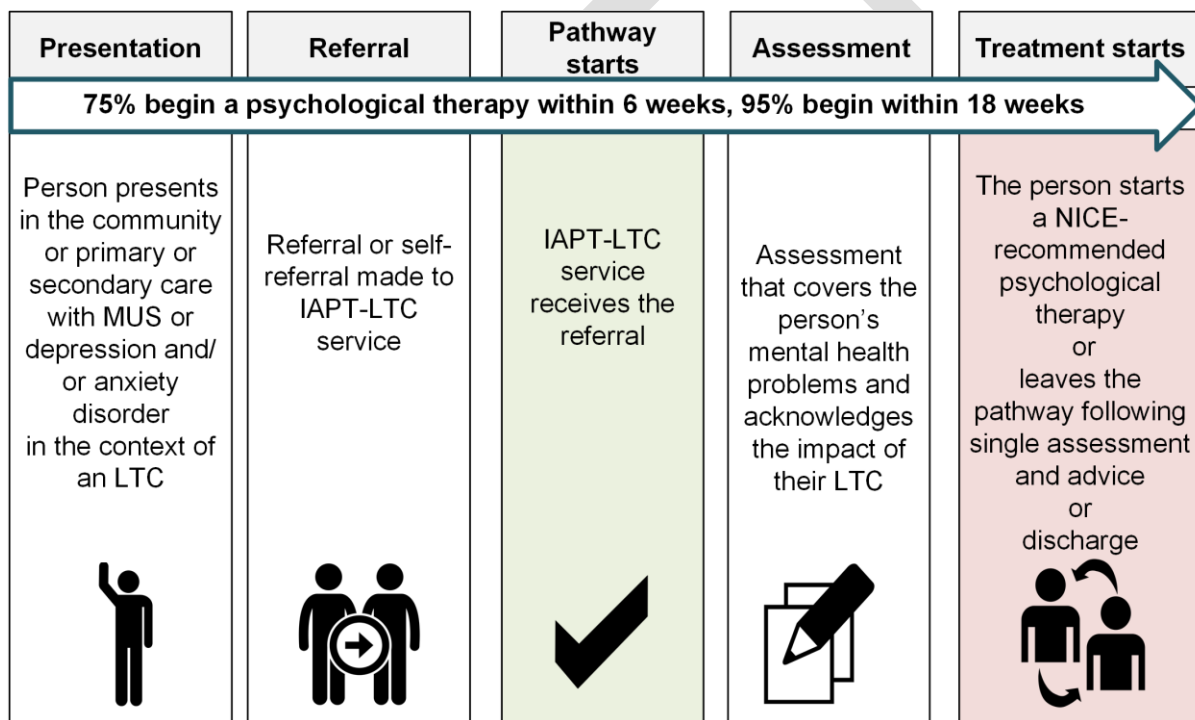 Presentation
Referral
Pathway
starts
Assessment
Treatment starts
75% begin a psychological therapy within 6 weeks, 95% begin within 18 weeks
Person presents
in the community
or primary or
secondary care
with MUS or
depression and/
or anxiety
disorder
in the context of
an LTC
Referral or self-
referral made to
IAPT-LTC
service
IAPT-LTC
service
receives the
referral
Assessment
that covers the
person’s
mental health
problems and
acknowledges
the impact of
their LTC
The person starts
a NICE-
recommended
psychological
therapy
or
leaves the
pathway following
single assessment
and advice
or
discharge